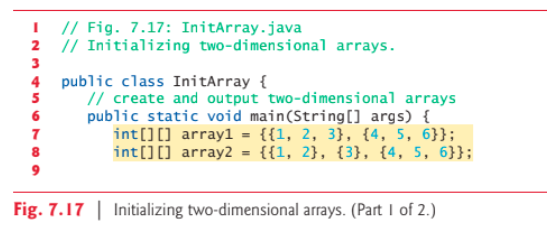 1 // Fig. 7.17: InitArray.java
2 // Initializing two-dimensional arrays.
3
4 public class InitArray {
5 // create and output two-dimensional arrays
6 public static void main(String[] args) {
7 int[][] array1 = {{1, 2, 3}, {4, 5, 6}};
8 int[][] array2 = {{1, 2}, {3}, {4, 5, 6}};
9
Fig. 7.17 | Initializing two-dimensional arrays. (Part 1 of 2.)